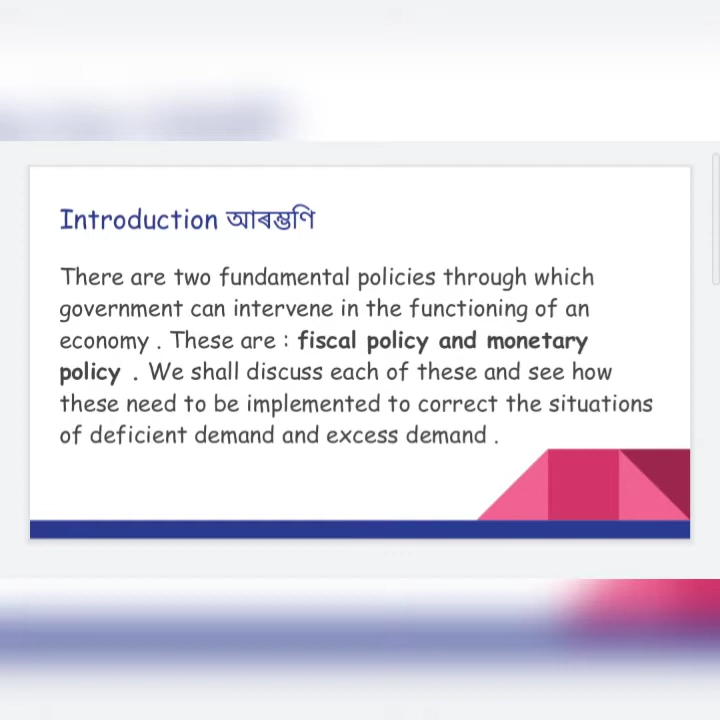 Introduction আৰম্ভণি
There are two fundamental policies through which
government can intervene in the functioning of an
economy . These are : fiscal policy and monetary
policy . We shall discuss each of these and see how
these need to be implemented to correct the situations
of deficient demand and excess demand .